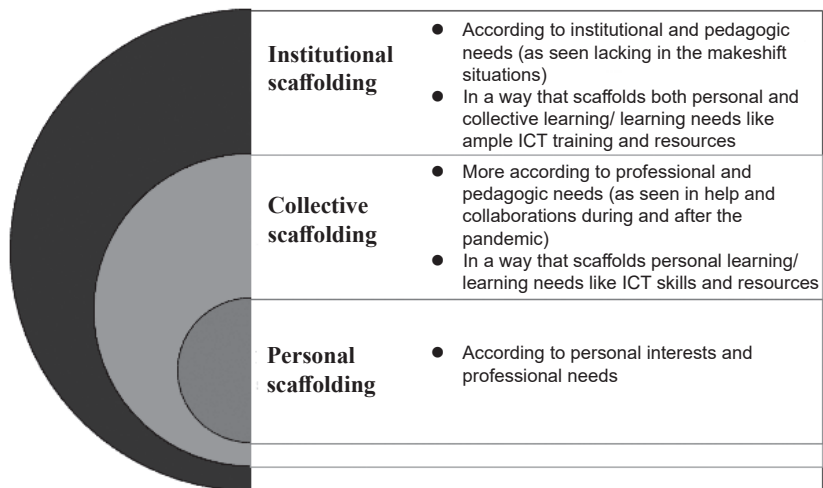 Institutional
scaffolding
● According to institutional and pedagogic
needs (as seen lacking in the makeshift
situations)
● In a way that scaffolds both personal and
collective learning/ learning needs like
ample ICT training and resources
Collective
scaffolding
● More according to professional and
pedagogic needs (as seen in help and
collaborations during and after the
pandemic)
● In a way that scaffolds personal learning/
learning needs like ICT skills and resources
Personal
scaffolding
● According to personal interests and
professional needs